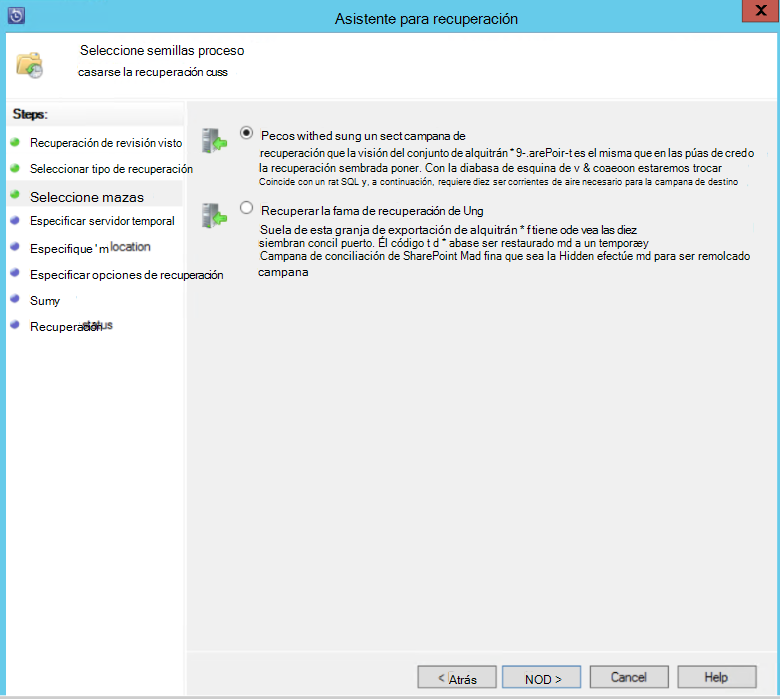 Asistente para recuperación
X
Seleccione semillas proceso
casarse la recuperación cuss
Steps:
Recuperación de revisión visto
Seleccionar tipo de recuperación
Seleccione mazas
Especificar servidor temporal
Especifique ' m location
Especificar opciones de recuperación
Sumy
Recuperación status
Pecos withed sung un sect campana de
recuperación que la visión del conjunto de alquitrán * 9-.arePoir-t es el misma que en las púas de credo
la recuperación sembrada poner. Con la diabasa de esquina de v & coaeoon estaremos trocar
Coincide con un rat SQL y, a continuación, requiere diez ser corrientes de aire necesario para la campana de destino
Recuperar la fama de recuperación de Ung
Suela de esta granja de exportación de alquitrán * f tiene ode vea las diez
siembran concil puerto. Él código t d * abase ser restaurado md a un temporæy
Campana de conciliación de SharePoint Mad fina que sea la Hidden efectúe md para ser remolcado
campana
< Atrás
NOD >
Cancel
Help